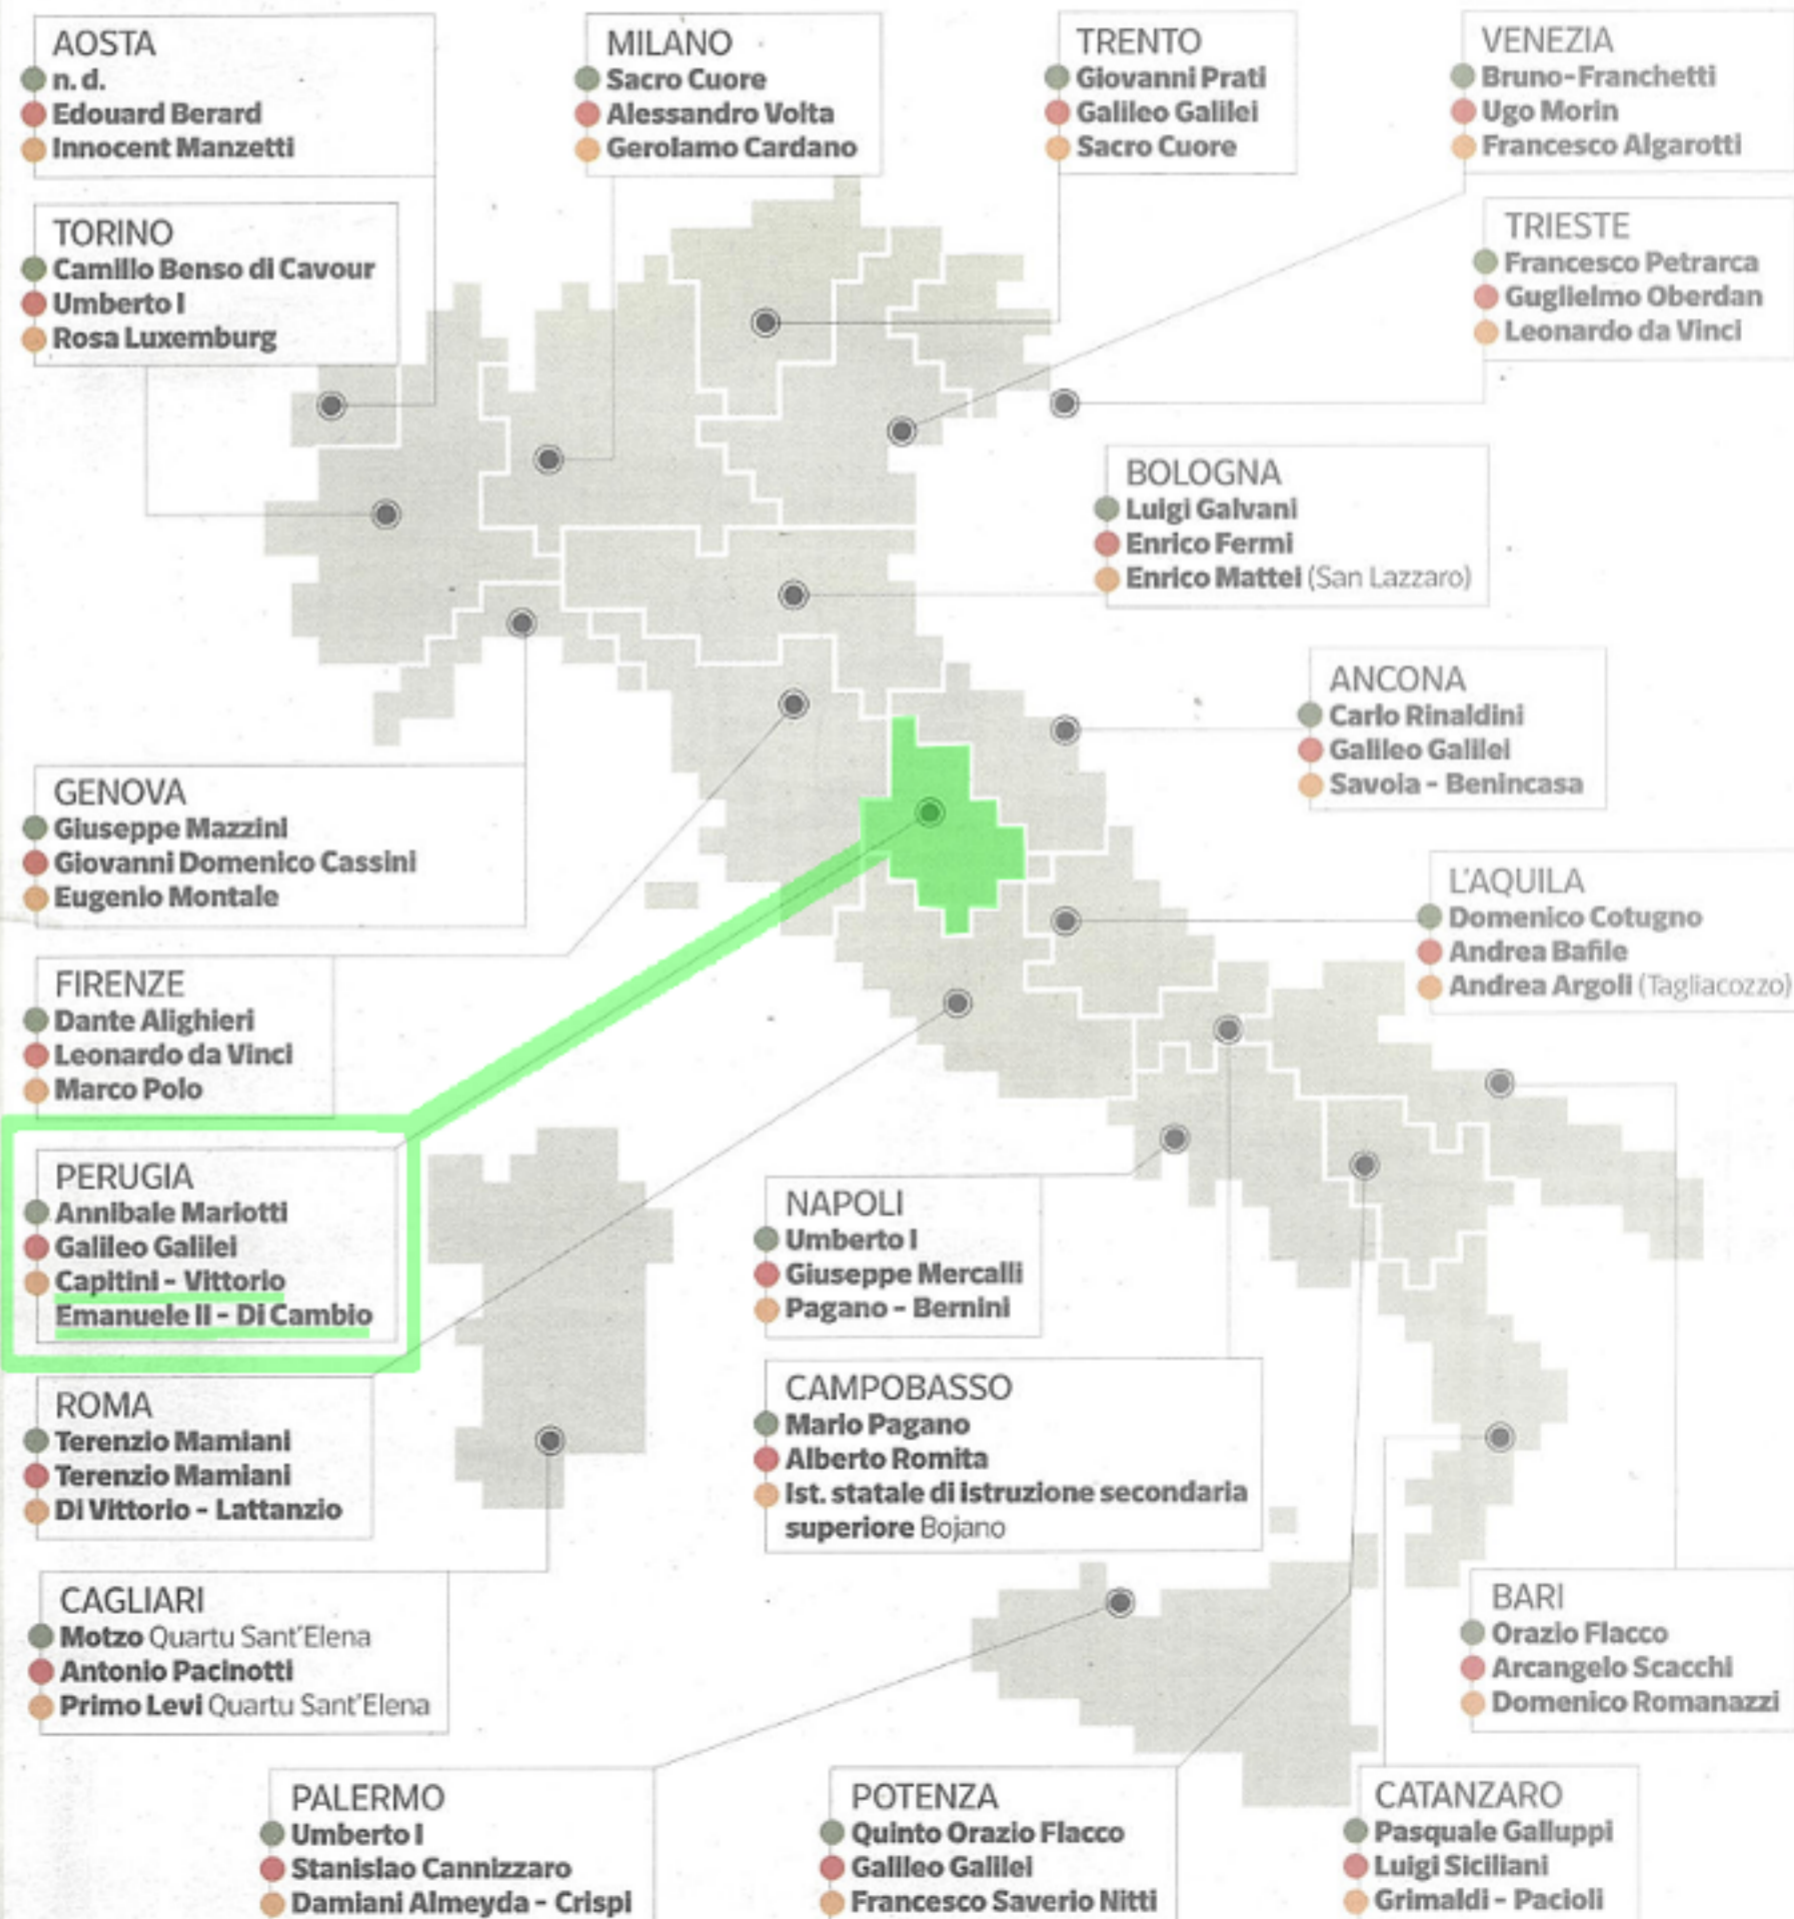 AOSTA
n. d.
Edouard Berard
Innocent Manzetti
MILANO
Sacro Cuore
Alessandro Volta
Gerolamo Cardano
TRENTO
Giovanni Prati
Galileo Galilei
Sacro Cuore
VENEZIA
Bruno-Franchetti
Ugo Morin
Francesco Algarotti
TORINO
Camillo Benso di Cavour
Umberto I
Rosa Luxemburg
TRIESTE
Francesco Petrarca
Guglielmo Oberdan
Leonardo da Vinci
BOLOGNA
Luigi Galvani
Enrico Fermi
Enrico Mattei (San Lazzaro)
ANCONA
Carlo Rinaldini
Galileo Galilei
Savoia - Benincasa
GENOVA
Giuseppe Mazzini
Giovanni Domenico Cassini
Eugenio Montale
L'AQUILA
Domenico Cotugno
Andrea Bafile
Andrea Argoli (Tagliacozzo)
FIRENZE
Dante Alighieri
Leonardo da Vinci
Marco Polo
PERUGIA
Annibale Mariotti
Galileo Galilei
Capitini - Vittorio
Emanuele II - Di Cambio
NAPOLI
Umberto I
Giuseppe Mercalli
Pagano - Bernini
ROMA
Terenzio Mamiani
Terenzio Mamiani
Di Vittorio - Lattanzio
CAMPOBASSO
Mario Pagano
Alberto Romita
Ist. statale di istruzione secondaria
superiore Bojano
CAGLIARI
Motzo Quartu Sant'Elena
Antonio Pacinotti
Primo Levi Quartu Sant'Elena
BARI
Orazio Flacco
Arcangelo Scacchi
Domenico Romanazzi
PALERMO
Umberto I
Stanislao Cannizzaro
Damiani Almeyda - Crispi
POTENZA
Quinto Orazio Flacco
Galileo Galilei
Francesco Saverio Nitti
CATANZARO
Pasquale Galluppi
Luigi Siciliani
Grimaldi - Pacioli